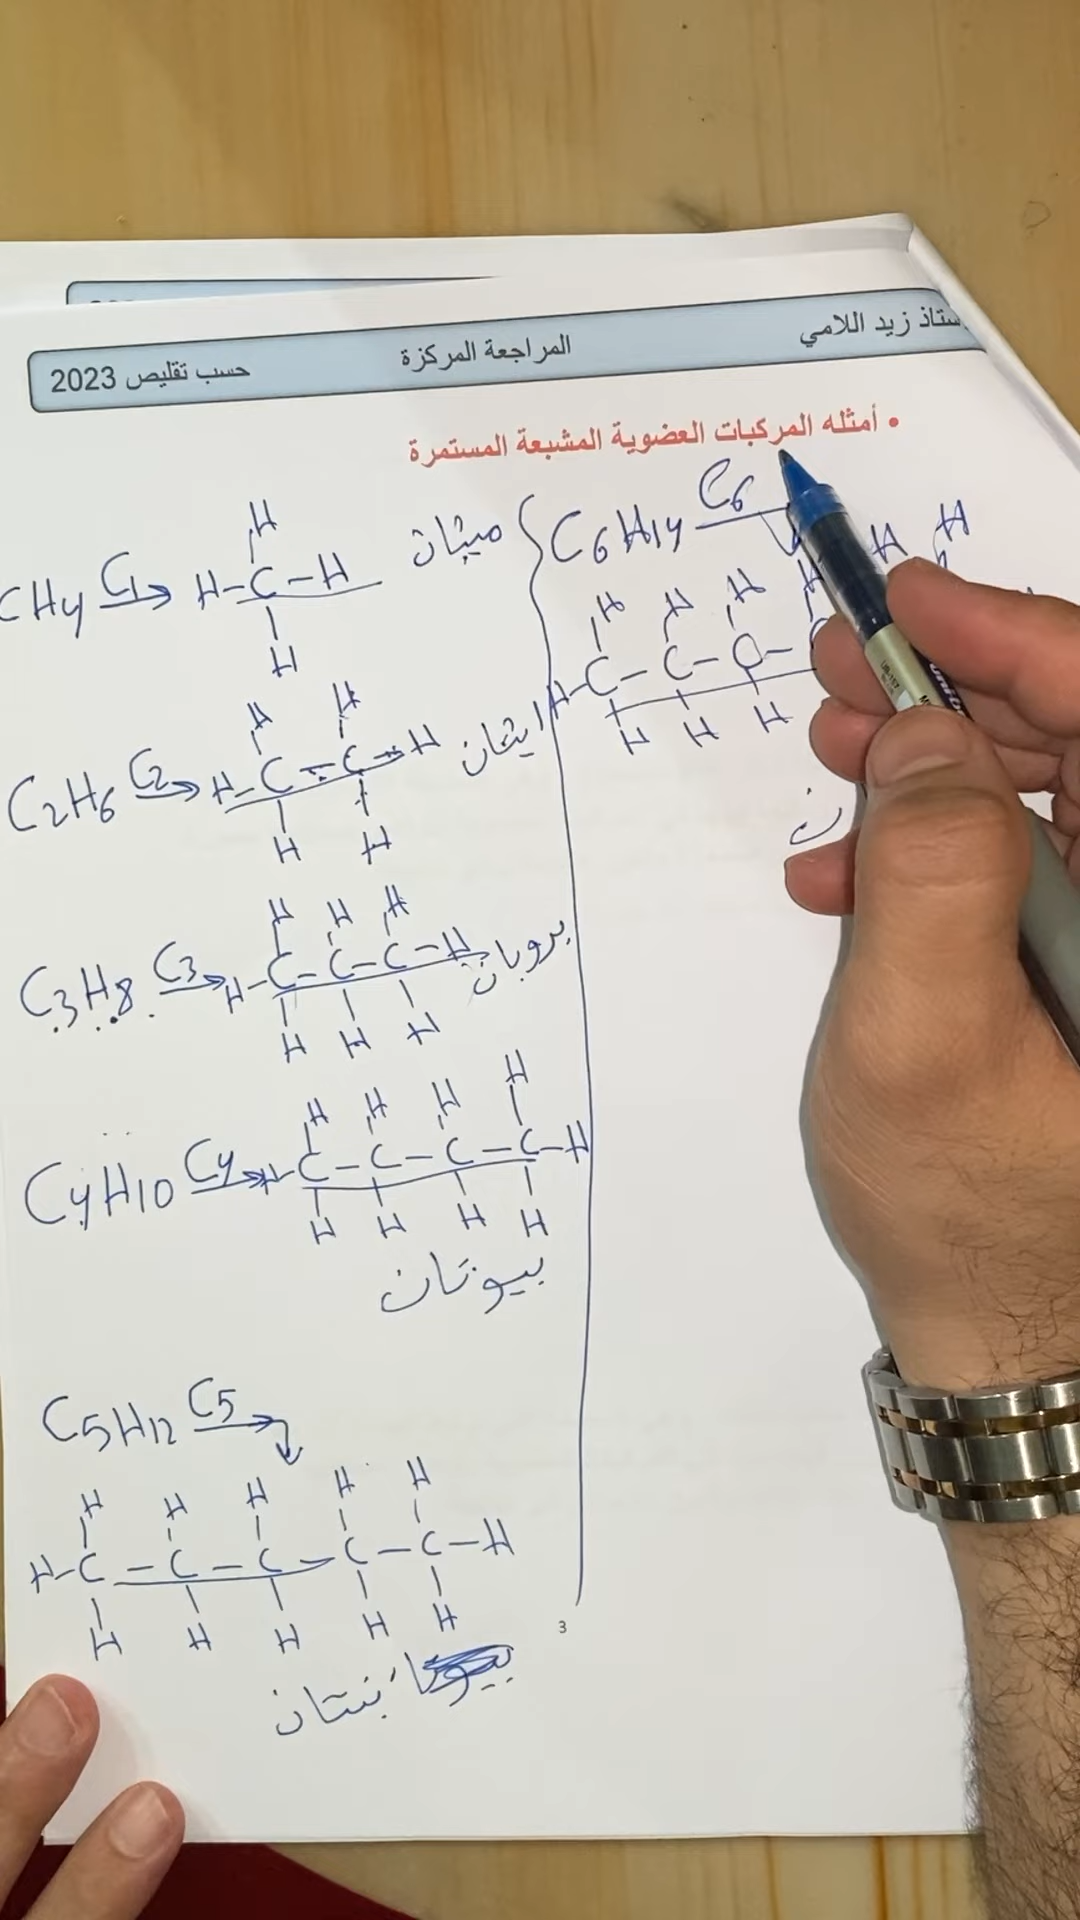 ستاذ زيد اللامي المراجعة المركزة حسب تقليص 2023
• أمثله المركبات العضوية المشبعة المستمرة
CH4 C1→ ميثان
H
H-C-H
H
C2H6 C2→ ايثان
H H
H-C-C-H
H H
C3H8 C3→ بروبان
H H H
H-C-C-C-H
H H H
C4H10 C4→
H H H H
H-C-C-C-C-H
H H H H
بيوتان
C5H12 C5→
H H H H H
H-C-C-C-C-C-H
H H H H H
بنتان
3
C6H14 C6
H H H H H H
H-C-C-C-
H H H